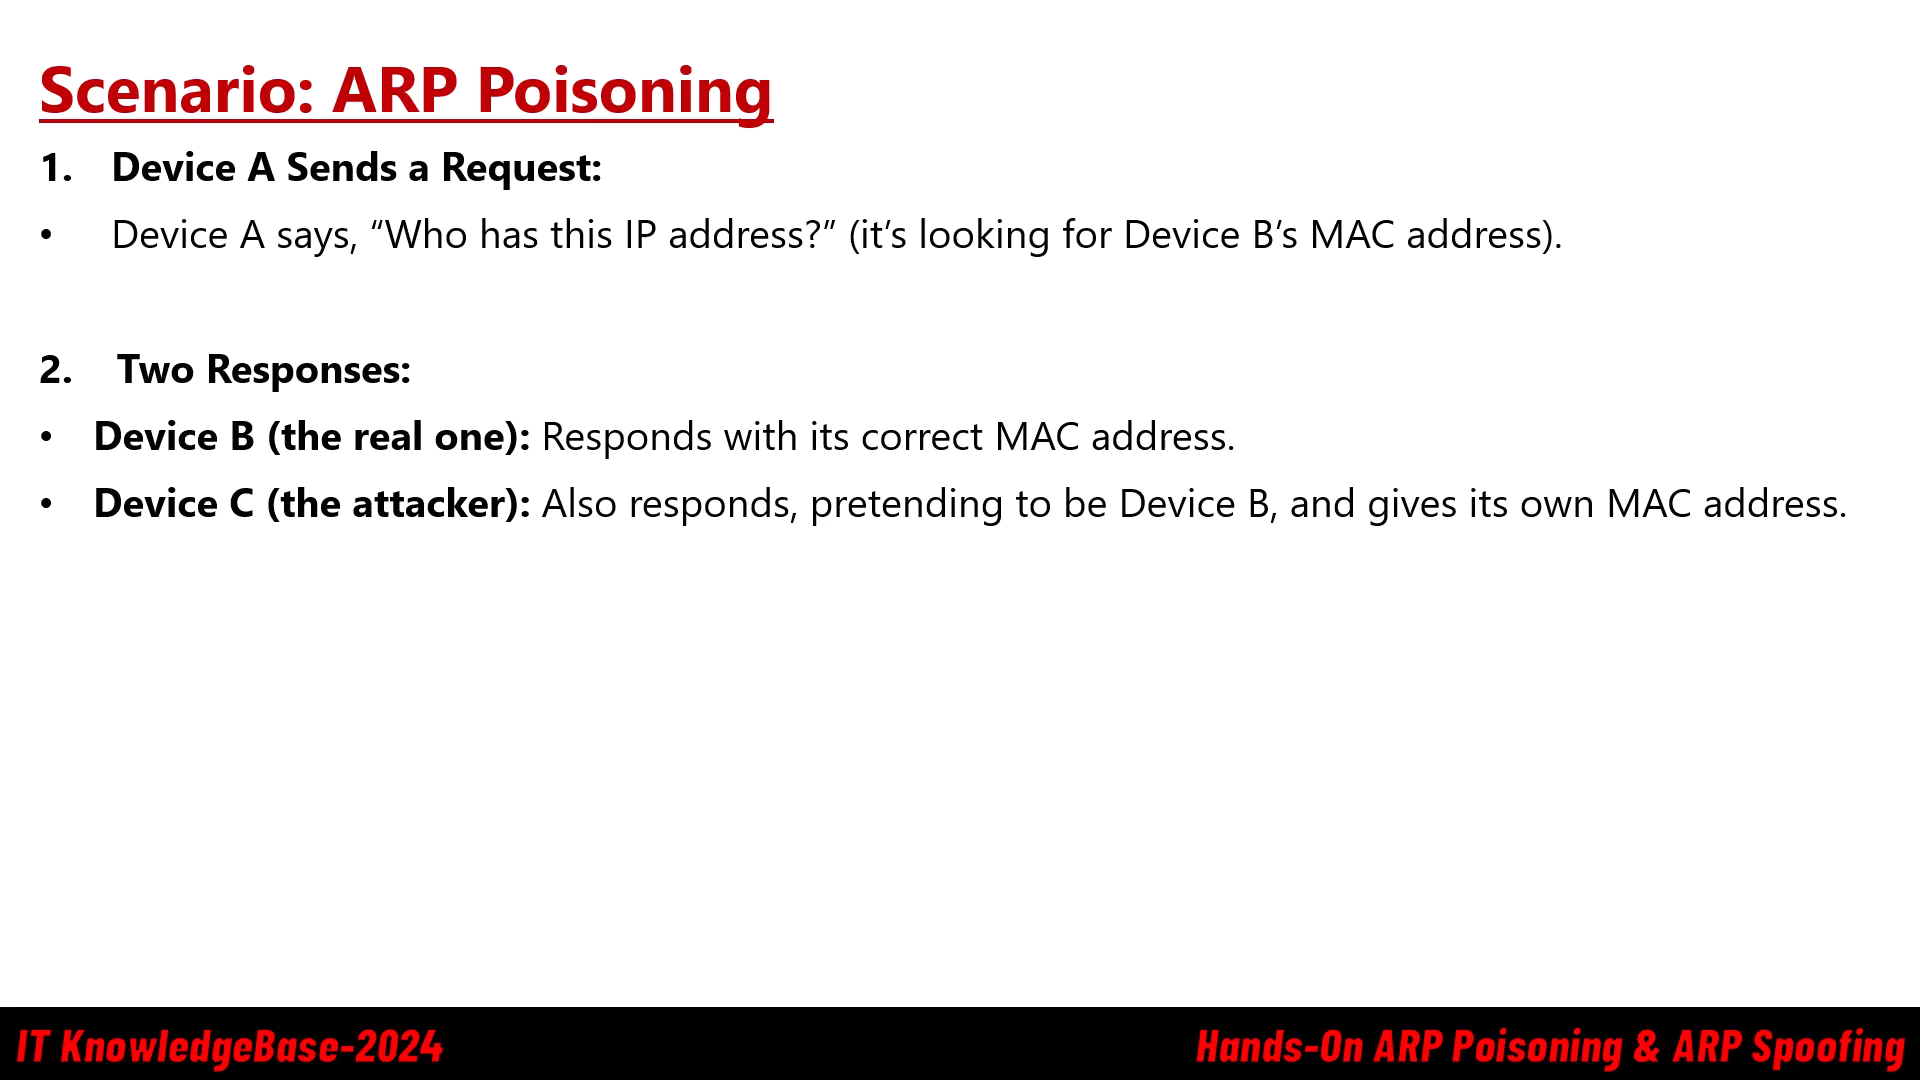 Scenario: ARP Poisoning
1. Device A Sends a Request:
• Device A says, “Who has this IP address?” (it’s looking for Device B’s MAC address).
2. Two Responses:
• Device B (the real one): Responds with its correct MAC address.
• Device C (the attacker): Also responds, pretending to be Device B, and gives its own MAC address.
IT KnowledgeBase-2024
Hands-On ARP Poisoning & ARP Spoofing